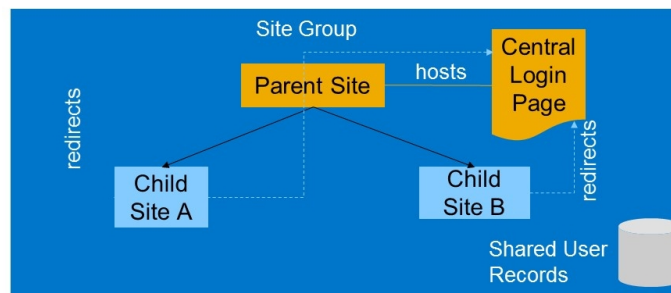 Site Group
Central
Login
Page
hosts
Parent Site
redirects
Child
Site A
Child
Site B
redirects
Shared User
Records